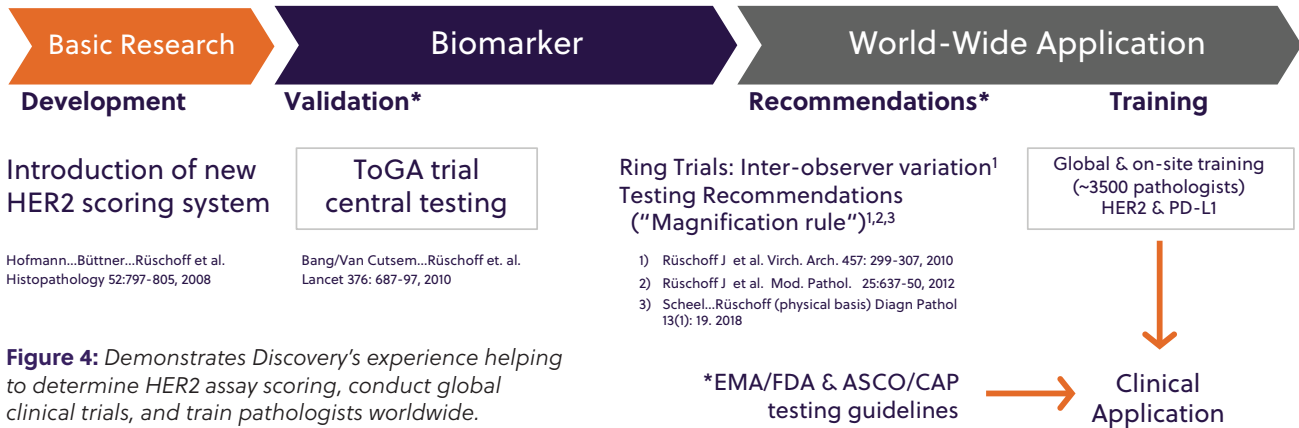 Basic Research
Biomarker
World-Wide Application
Development
Validation*
Recommendations*
Training
Introduction of new
HER2 scoring system
Hofmann...Büttner...Rüschoff et al.
Histopathology 52:797-805, 2008
ToGA trial
central testing
Bang/Van Cutsem...Rüschoff et. al.
Lancet 376: 687-97, 2010
Ring Trials: Inter-observer variation¹
Testing Recommendations
("Magnification rule")¹,²,³
1) Rüschoff J et al. Virch. Arch. 457: 299-307, 2010
2) Rüschoff J et al. Mod. Pathol. 25:637-50, 2012
3) Scheel...Rüschoff (physical basis) Diagn Pathol
13(1): 19. 2018
Global & on-site training
(~3500 pathologists)
HER2 & PD-L1
*EMA/FDA & ASCO/CAP
testing guidelines
Clinical
Application
Figure 4: Demonstrates Discovery's experience helping
to determine HER2 assay scoring, conduct global
clinical trials, and train pathologists worldwide.